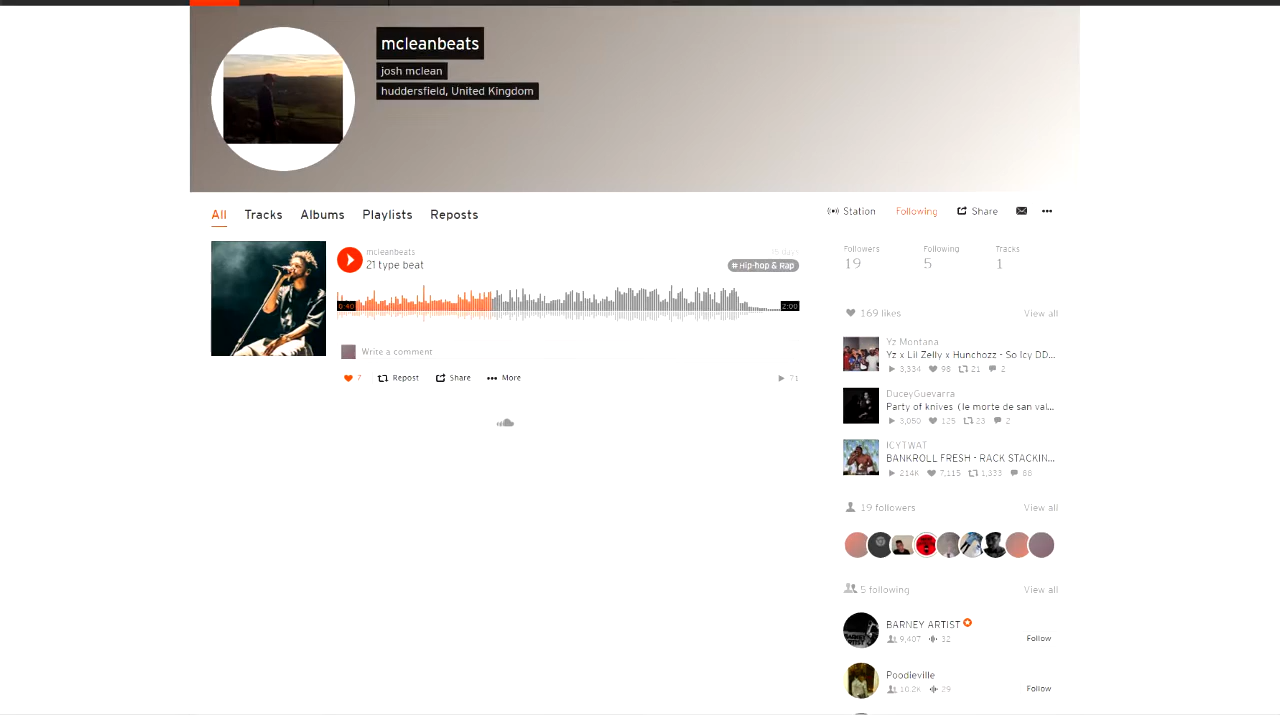 mcleanbeats
josh mclean
huddersfield, United Kingdom
All Tracks Albums Playlists Reposts
Station Following Share
mcleanbeats
21 type beat
# Hip-hop & Rap
0:40
2:00
Write a comment
7 Repost Share More
71
Followers Following Tracks
19 5 1
169 likes View all
Yz Montana
Yz x Lil Zelly x Hunchozz - So Icy DD...
3,334 98 21 2
DuceyGuevarra
Party of knives (le morte de san val...
3,050 125 23 2
ICYTWAT
BANKROLL FRESH - RACK STACKIN...
214K 7,115 1,333 86
19 followers View all
5 following View all
BARNEY ARTIST
9,407 32 Follow
Poodieville
10.2K 29 Follow